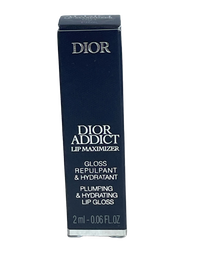 DIOR
DIOR
ADDICT
LIP MAXIMIZER
GLOSS
REPULPANT
& HYDRATANT
PLUMPING
& HYDRATING
LIP GLOSS
2 ml - 0.06 FL.OZ